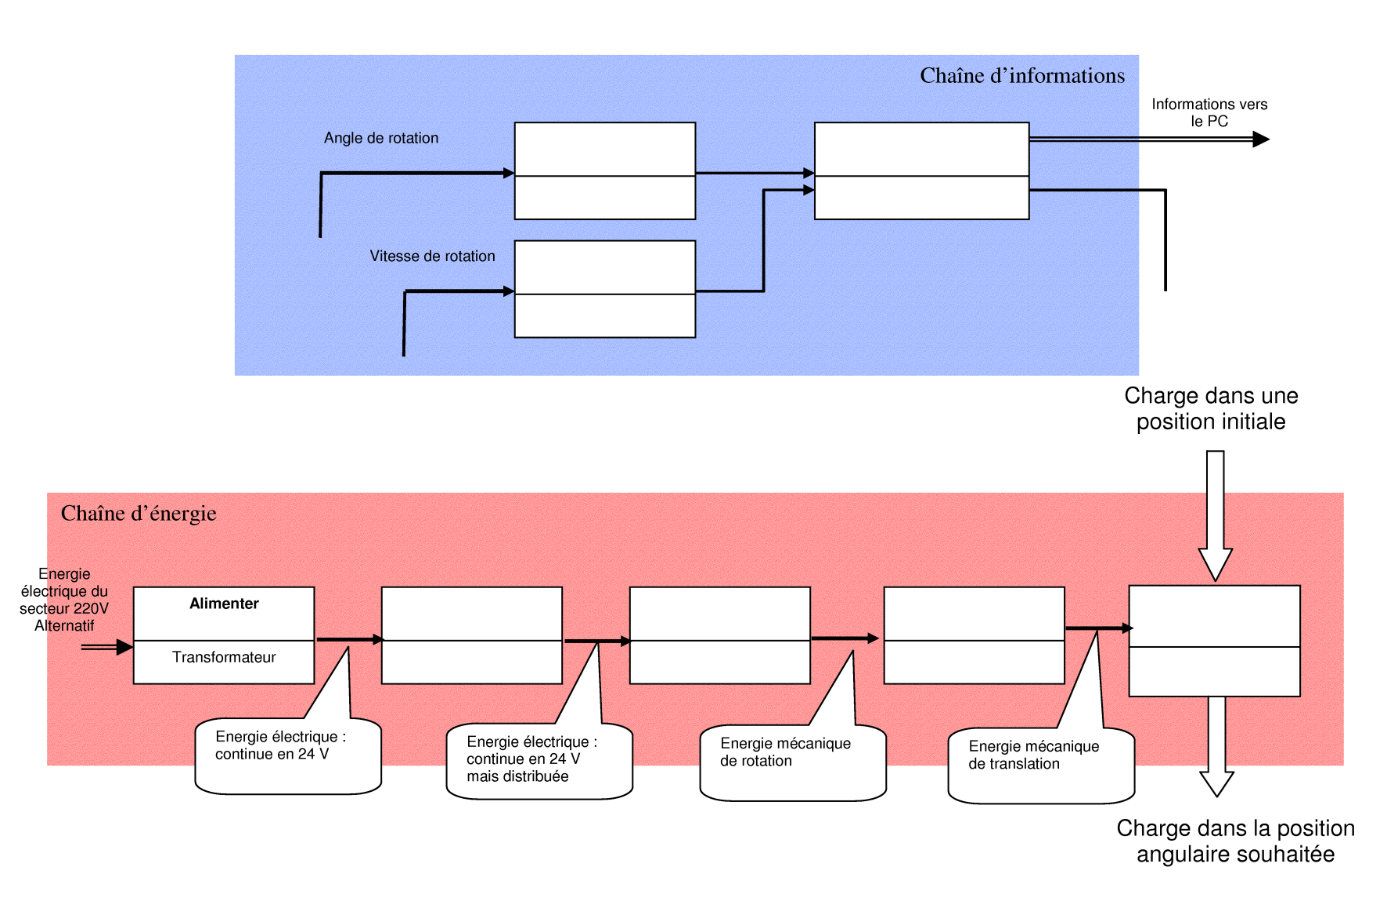 Chaîne d'informations
Informations vers
le PC
Angle de rotation
Vitesse de rotation
Charge dans une
position initiale
Chaîne d'énergie
Energie
électrique du
secteur 220V
Alternatif
Alimenter
Transformateur
Energie électrique :
continue en 24 V
Energie électrique :
continue en 24 V
mais distribuée
Energie mécanique
de rotation
Energie mécanique
de translation
Charge dans la position
angulaire souhaitée